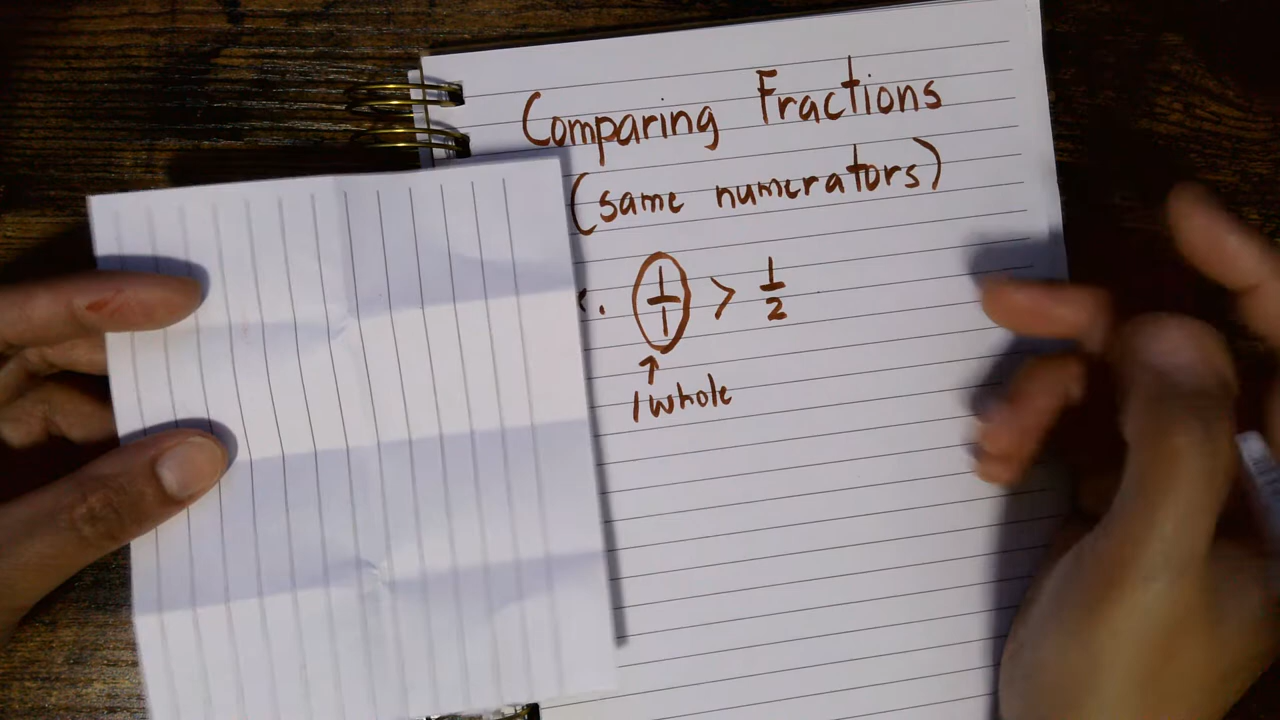 Comparing Fractions
(same numerators)
1/1 > 1/2
↑
1 whole